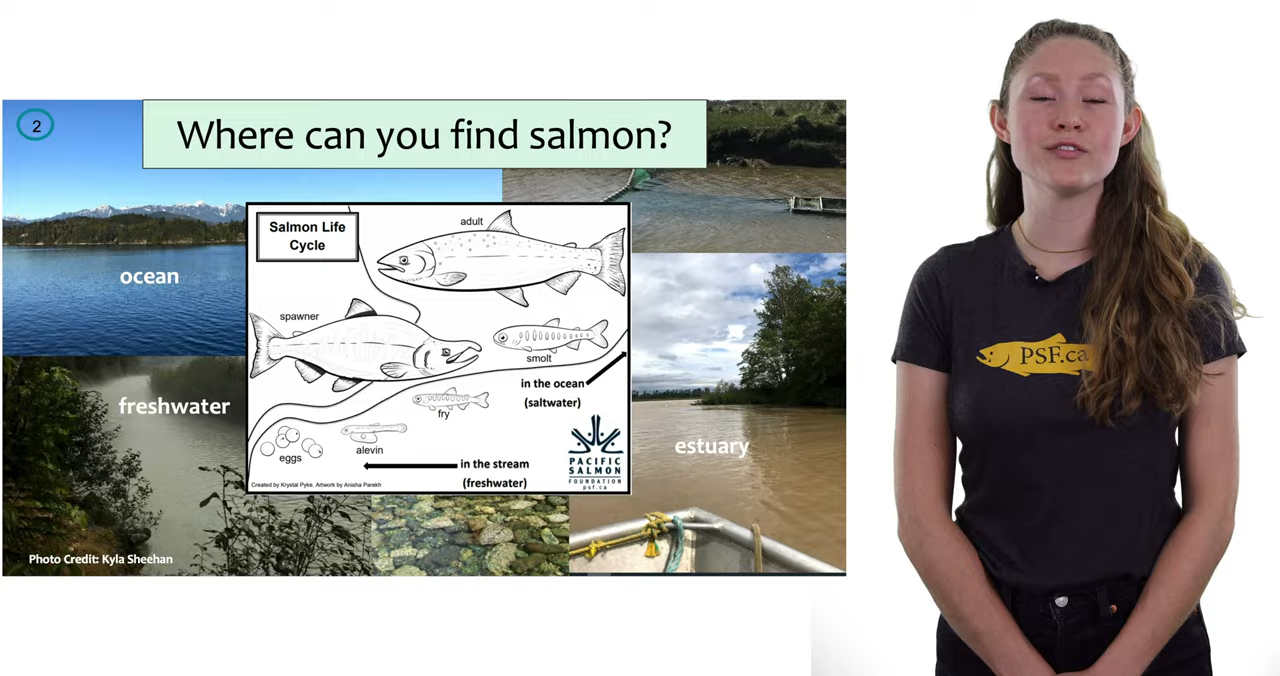 2
Where can you find salmon?
ocean
freshwater
estuary
Salmon Life
Cycle
adult
spawner
smolt
in the ocean
(saltwater)
fry
alevin
eggs
in the stream
(freshwater)
PACIFIC
SALMON
FOUNDATION
psf.ca
Created by Krystal Pyke. Artwork by Anisha Parekh
Photo Credit: Kyla Sheehan
PSF.ca